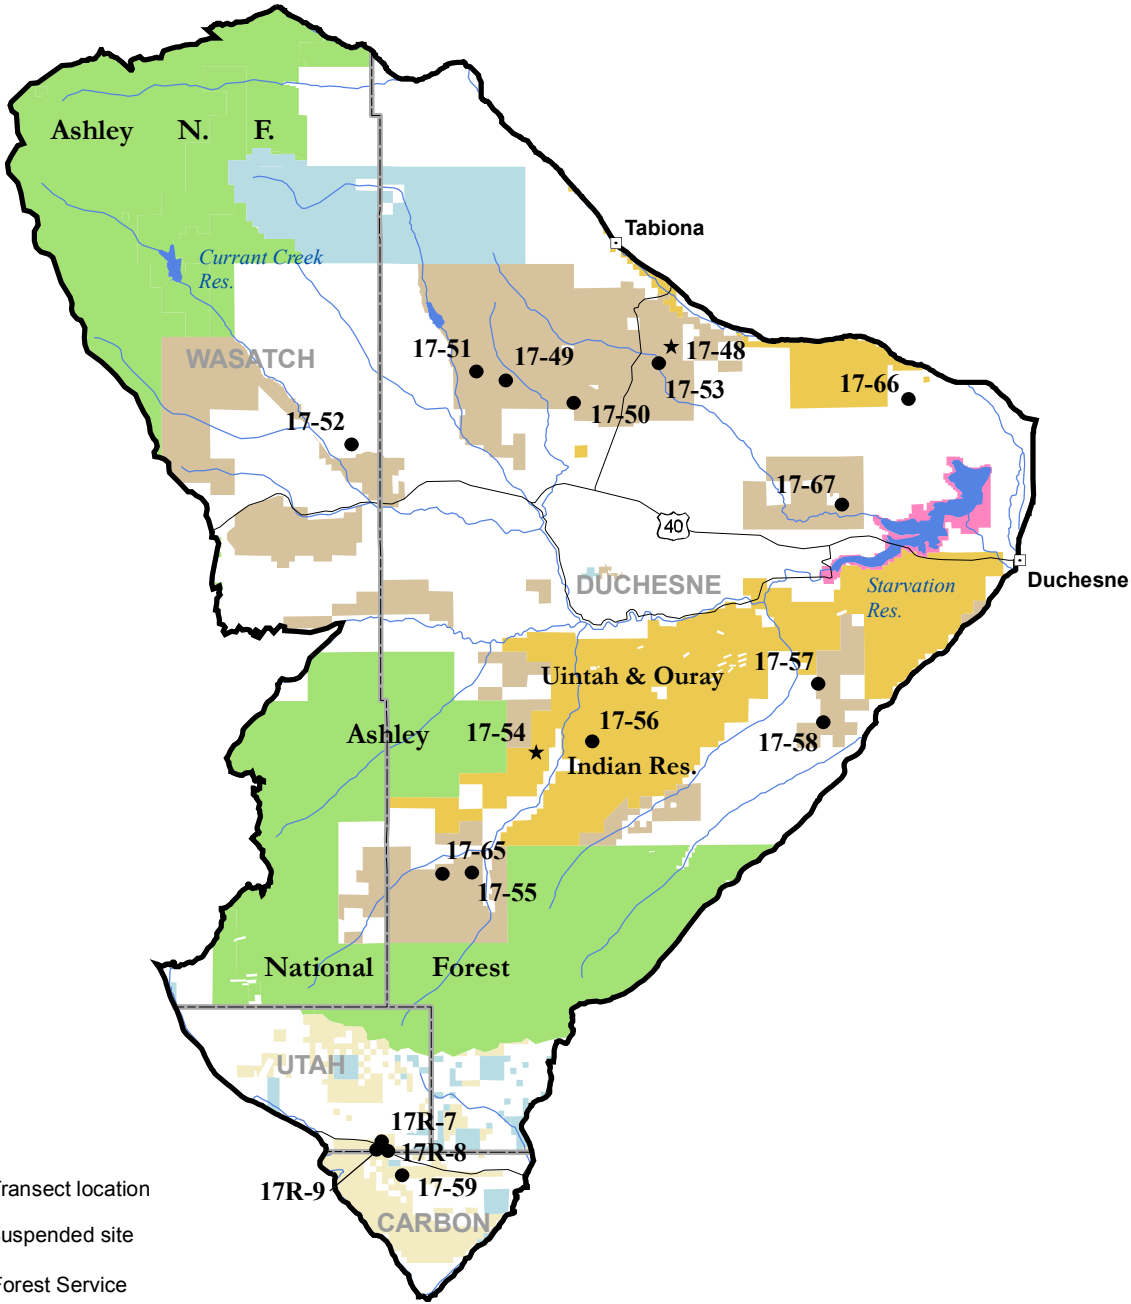 Ashley N. F.
Tabiona
Currant Creek
Res.
WASATCH
17-51
17-49
17-48
17-53
17-66
17-50
17-52
17-67
40
DUCHESNE
Starvation
Res.
Duchesne
17-57
Uintah & Ouray
17-54
17-56
Ashley
17-58
Indian Res.
17-65
17-55
National Forest
UTAH
17R-7
17R-8
17R-9
17-59
CARBON
ransect location
uspended site
orest Service